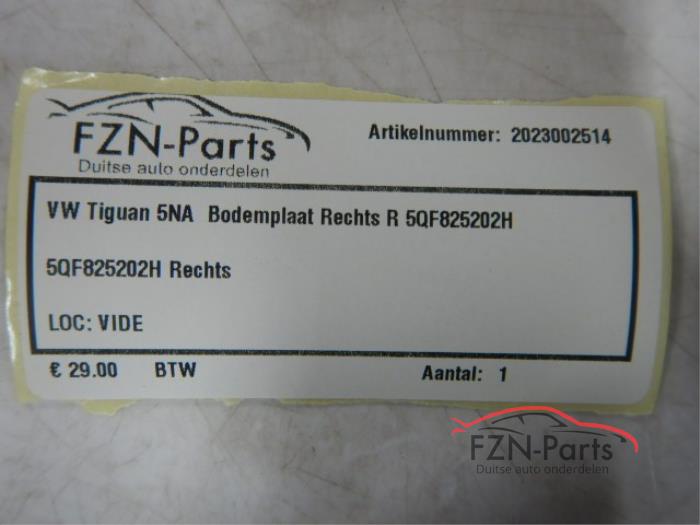 FZN-Parts
Duitse auto onderdelen
Artikelnummer: 2023002514
VW Tiguan 5NA Bodemplaat Rechts R 5QF825202H
5QF825202H Rechts
LOC: VIDE
€ 29.00 BTW Aantal: 1
FZN-Parts
Duitse auto onderdelen